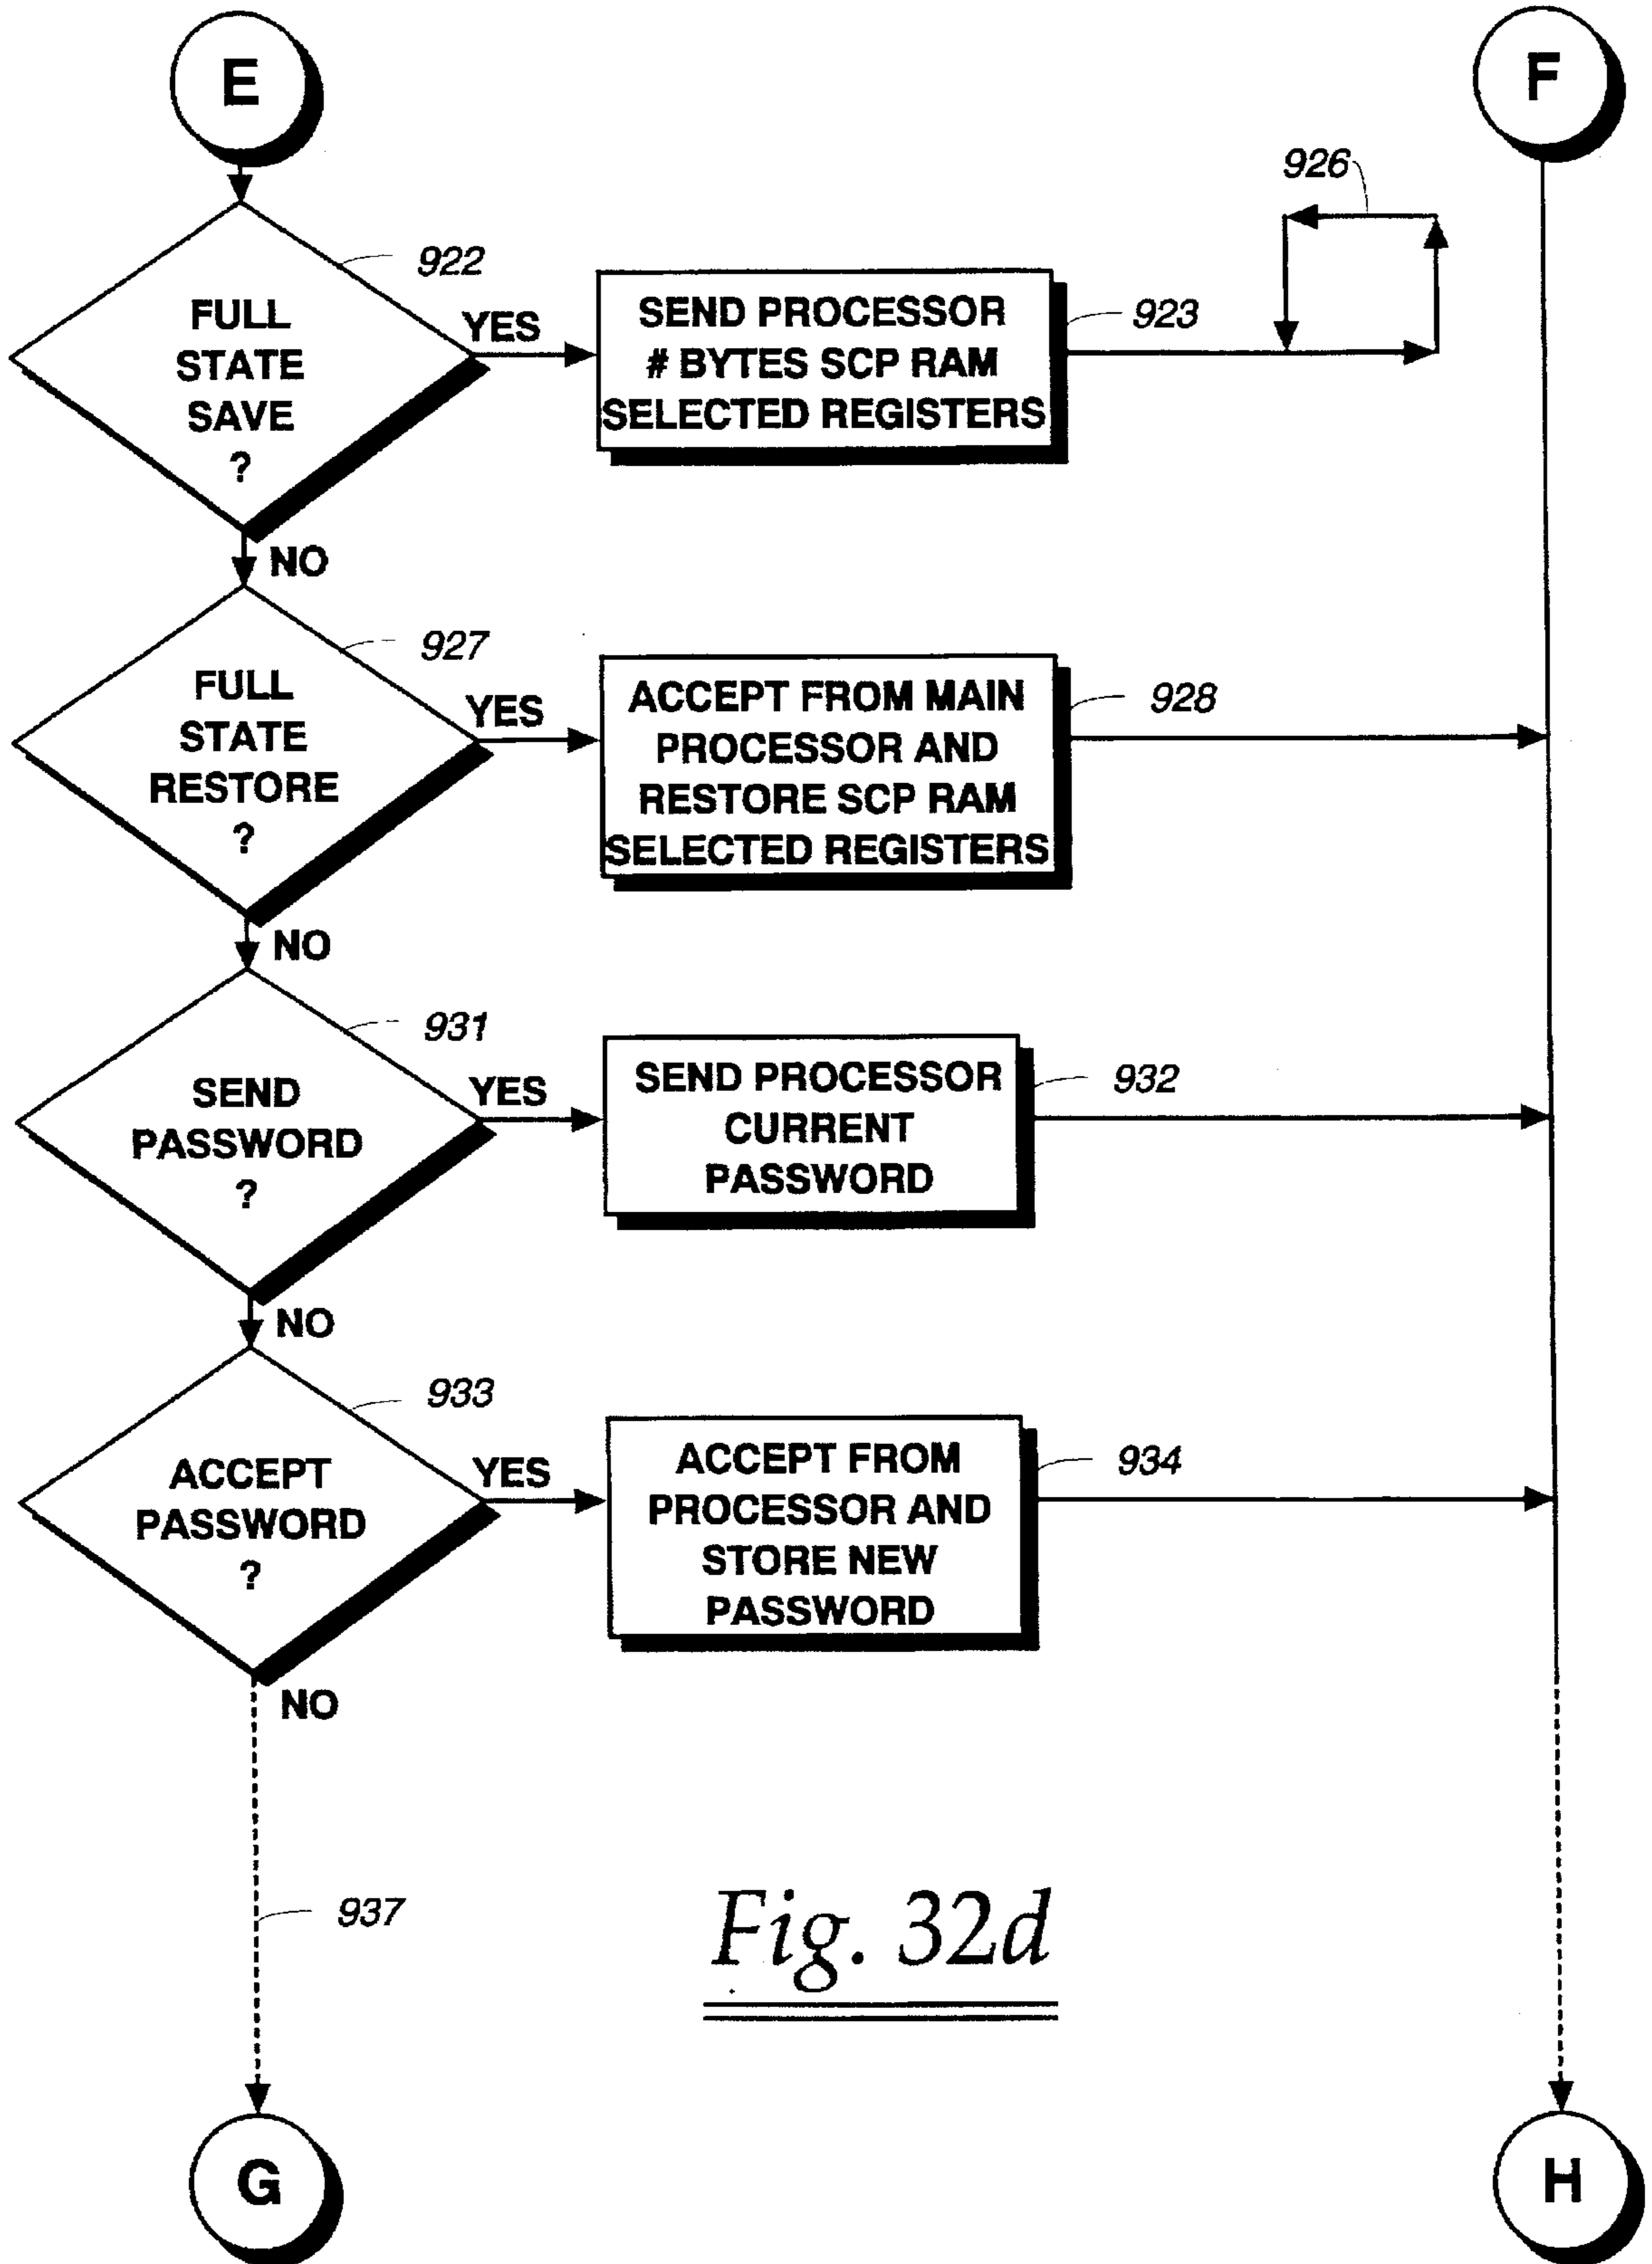 E
F
926
922
FULL
STATE
SAVE
?
YES
SEND PROCESSOR
# BYTES SCP RAM
SELECTED REGISTERS
923
NO
927
FULL
STATE
RESTORE
?
YES
ACCEPT FROM MAIN
PROCESSOR AND
RESTORE SCP RAM
SELECTED REGISTERS
928
NO
931
SEND
PASSWORD
?
YES
SEND PROCESSOR
CURRENT
PASSWORD
932
NO
933
ACCEPT
PASSWORD
?
YES
ACCEPT FROM
PROCESSOR AND
STORE NEW
PASSWORD
934
NO
937
Fig. 32d
G
H